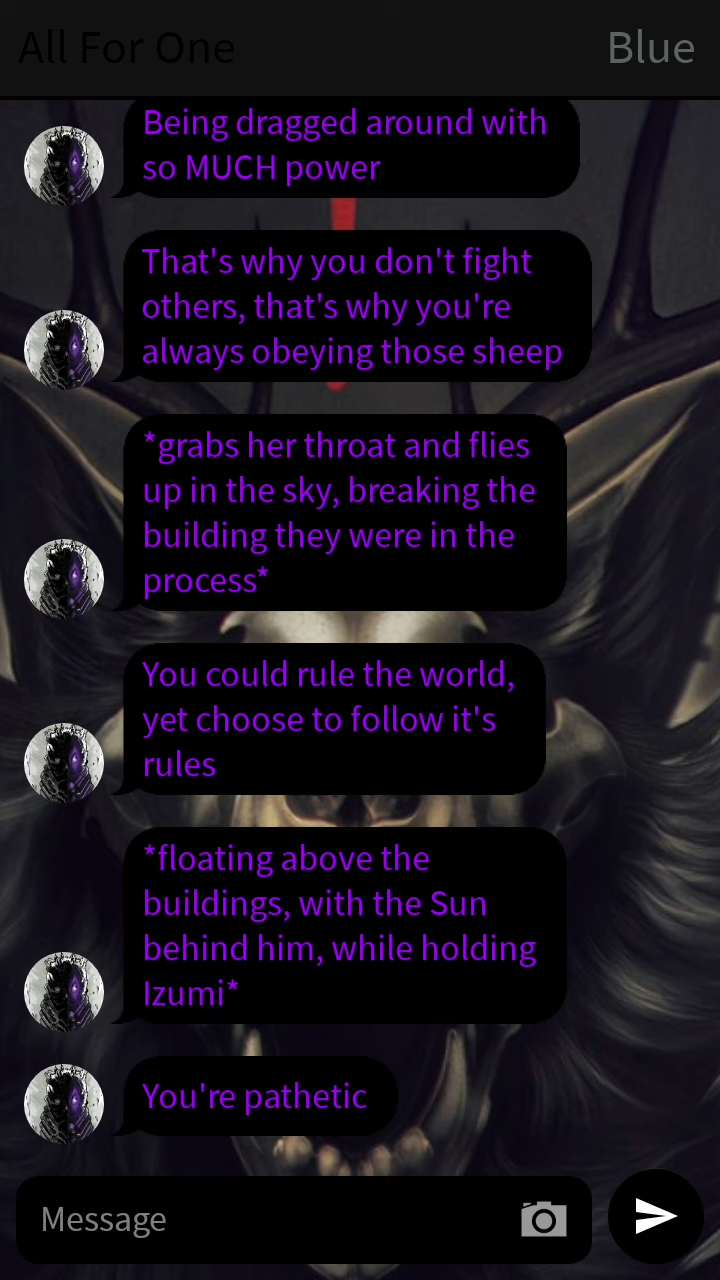 All For One
Blue
Being dragged around with
so MUCH power
That's why you don't fight
others, that's why you're
always obeying those sheep
*grabs her throat and flies
up in the sky, breaking the
building they were in the
process*
You could rule the world,
yet choose to follow it's
rules
*floating above the
buildings, with the Sun
behind him, while holding
Izumi*
You're pathetic
Message